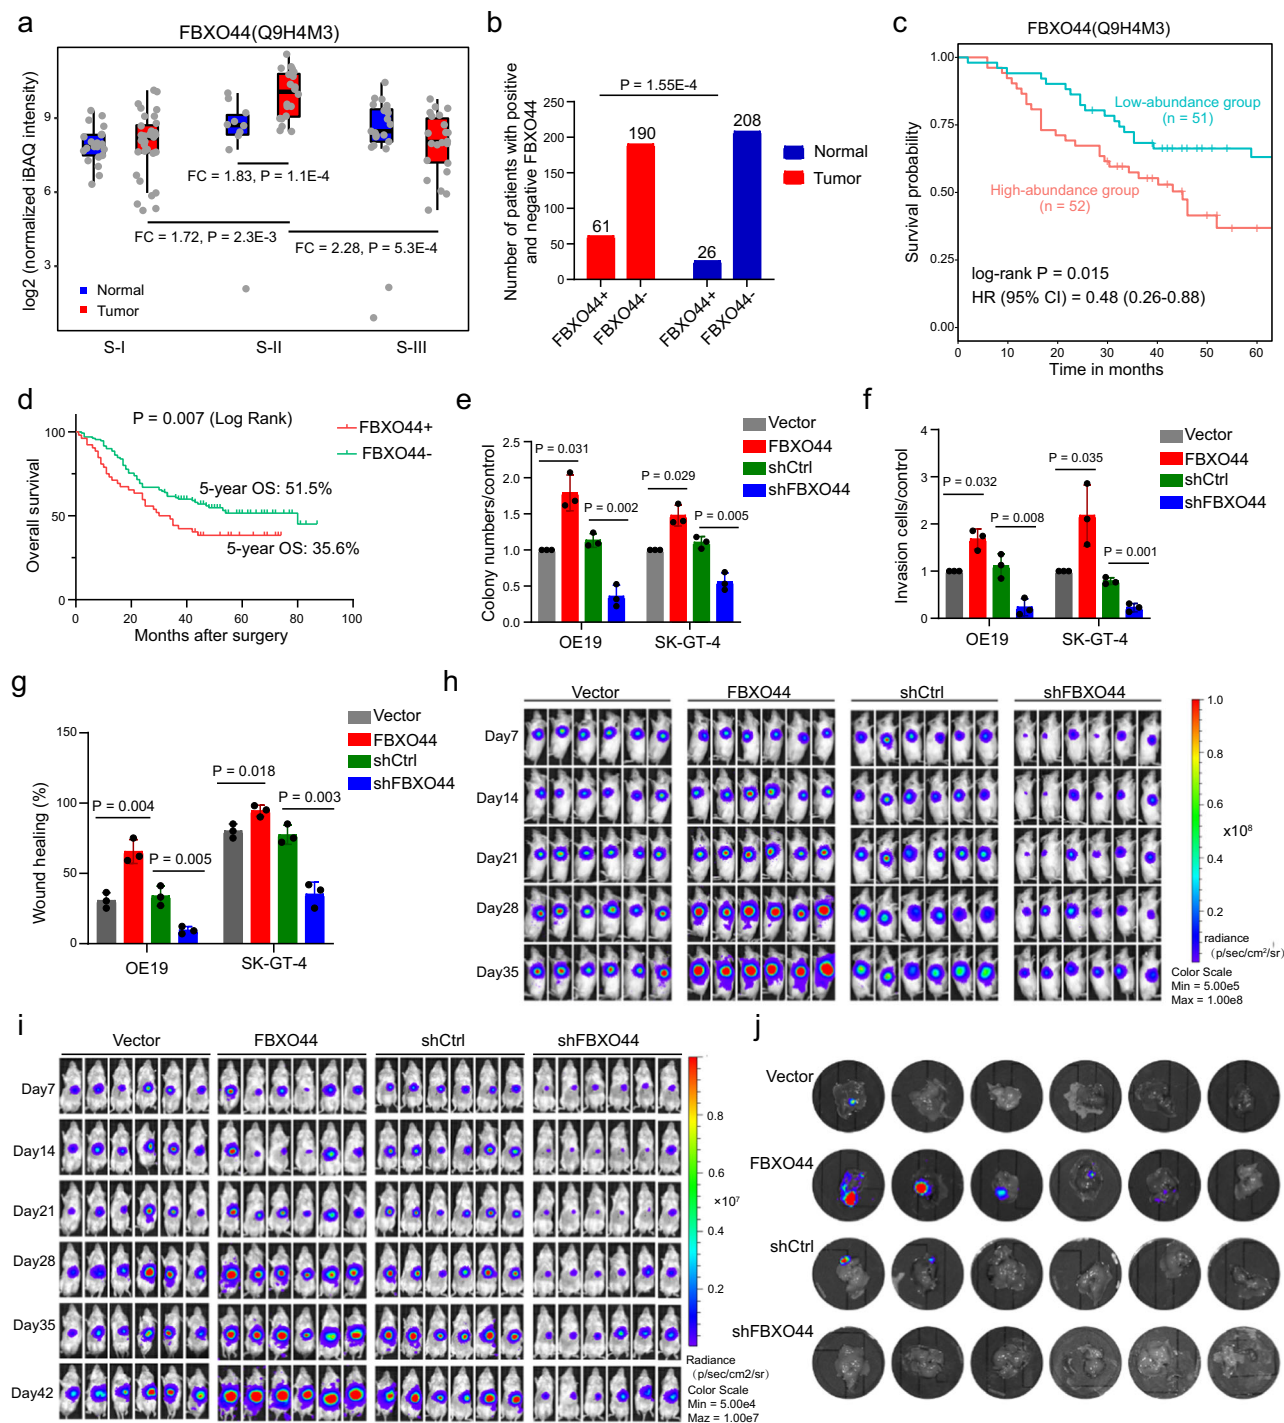 a
FBXO44(Q9H4M3)
log2 (normalized iBAQ intensity)
9
6
3
FC = 1.83, P = 1.1E-4
FC = 1.72, P = 2.3E-3
FC = 2.28, P = 5.3E-4
Normal
Tumor
S-I
S-II
S-III
b
P = 1.55E-4
Number of patients with positive
and negative FBXO44
250
200
150
100
50
0
61
190
26
208
FBXO44+
FBXO44-
FBXO44+
FBXO44-
Normal
Tumor
c
FBXO44(Q9H4M3)
Survival probability
1.00
0.75
0.50
0.25
0.00
Low-abundance group
(n = 51)
High-abundance group
(n = 52)
log-rank P = 0.015
HR (95% CI) = 0.48 (0.26-0.88)
0 10 20 30 40 50 60
Time in months
d
P = 0.007 (Log Rank)
FBXO44+
FBXO44-
Overall survival
100
50
0
5-year OS: 51.5%
5-year OS: 35.6%
0 20 40 60 80 100
Months after surgery
e
Vector
FBXO44
shCtrl
shFBXO44
Colony numbers/control
2.5
2.0
1.5
1.0
0.5
0.0
P = 0.031
P = 0.002
P = 0.029
P = 0.005
OE19
SK-GT-4
f
Vector
FBXO44
shCtrl
shFBXO44
Invasion cells/control
4
3
2
1
0
P = 0.032
P = 0.008
P = 0.035
P = 0.001
OE19
SK-GT-4
g
Vector
FBXO44
shCtrl
shFBXO44
Wound healing (%)
150
100
50
0
P = 0.004
P = 0.005
P = 0.018
P = 0.003
OE19
SK-GT-4
h
Vector
FBXO44
shCtrl
shFBXO44
Day7
Day14
Day21
Day28
Day35
1.0
0.8
0.6
x10⁸
0.4
0.2
radiance
(p/sec/cm²/sr)
Color Scale
Min = 5.00e5
Max = 1.00e8
i
Vector
FBXO44
shCtrl
shFBXO44
Day7
Day14
Day21
Day28
Day35
Day42
0.8
0.6
×10⁷
0.4
0.2
Radiance
(p/sec/cm2/sr)
Color Scale
Min = 5.00e4
Maz = 1.00e7
j
Vector
FBXO44
shCtrl
shFBXO44